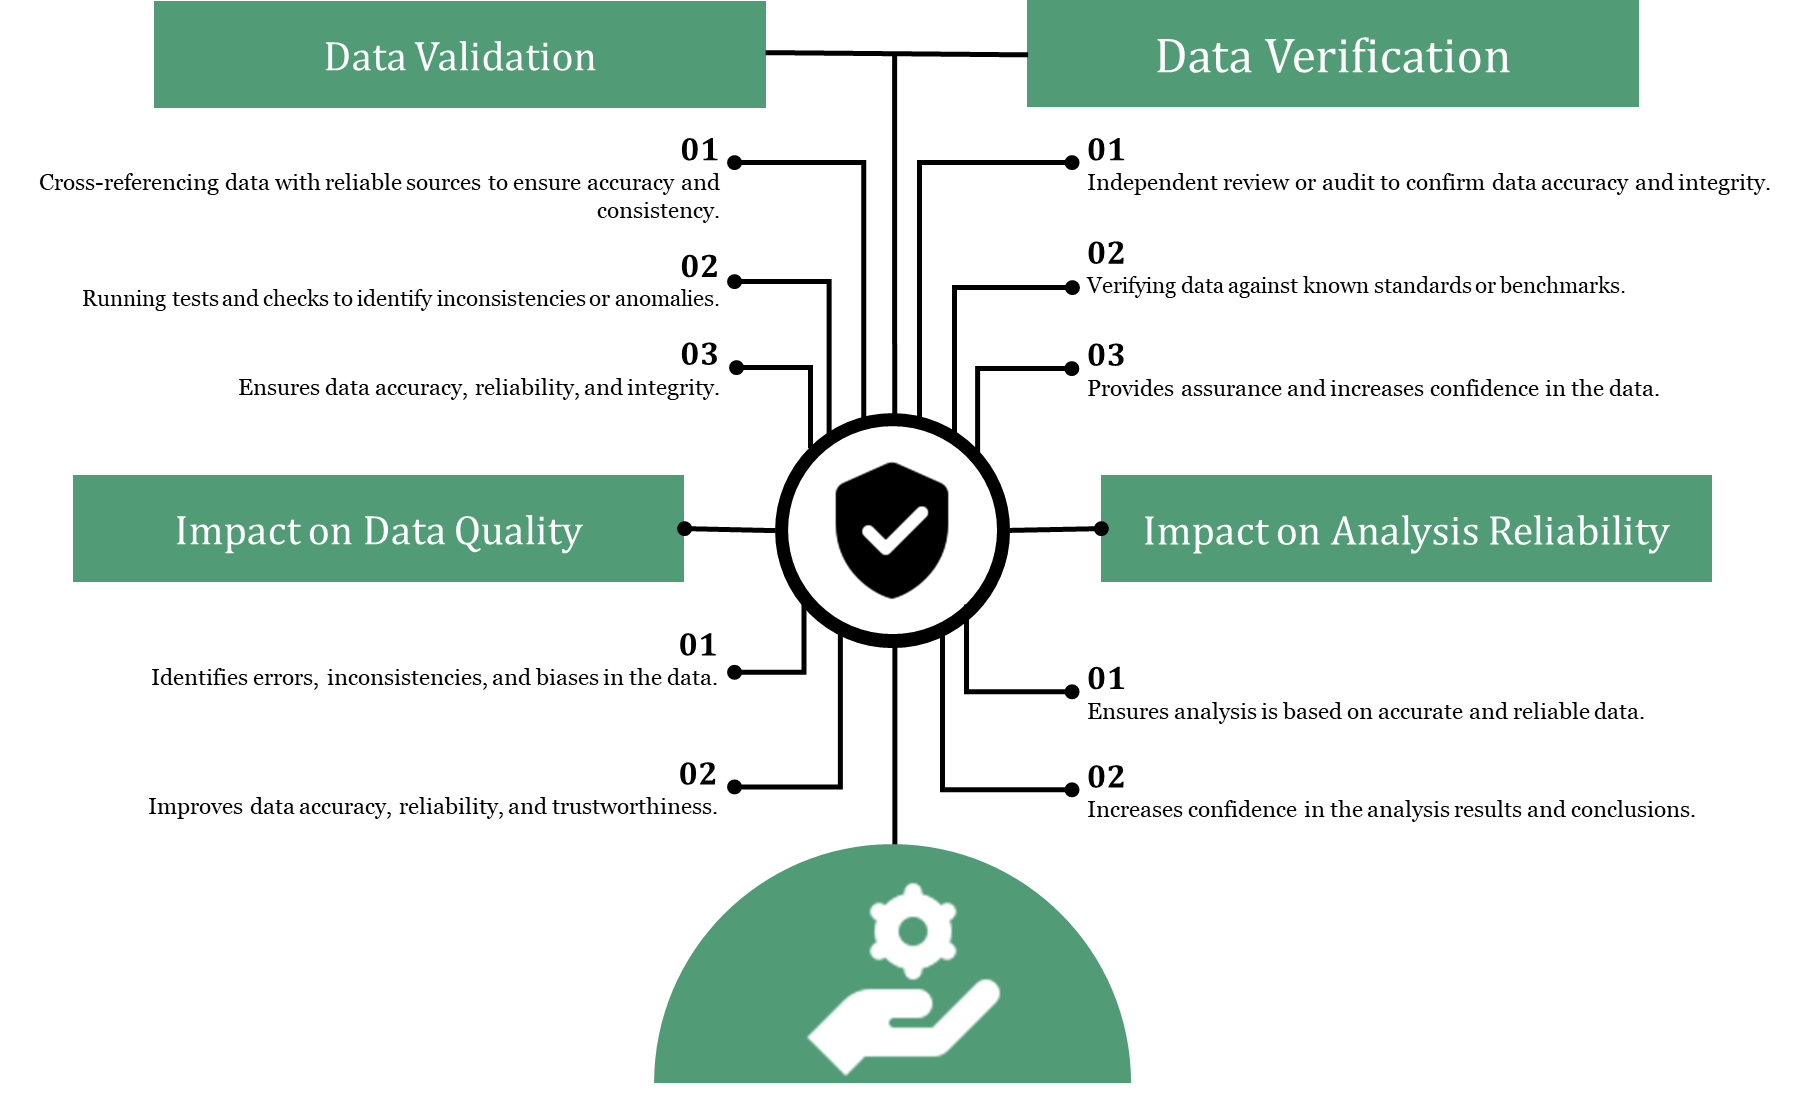 Data Validation
01
Cross-referencing data with reliable sources to ensure accuracy and
consistency.
02
Running tests and checks to identify inconsistencies or anomalies.
03
Ensures data accuracy, reliability, and integrity.
Data Verification
01
Independent review or audit to confirm data accuracy and integrity.
02
Verifying data against known standards or benchmarks.
03
Provides assurance and increases confidence in the data.
Impact on Data Quality
01
Identifies errors, inconsistencies, and biases in the data.
02
Improves data accuracy, reliability, and trustworthiness.
Impact on Analysis Reliability
01
Ensures analysis is based on accurate and reliable data.
02
Increases confidence in the analysis results and conclusions.